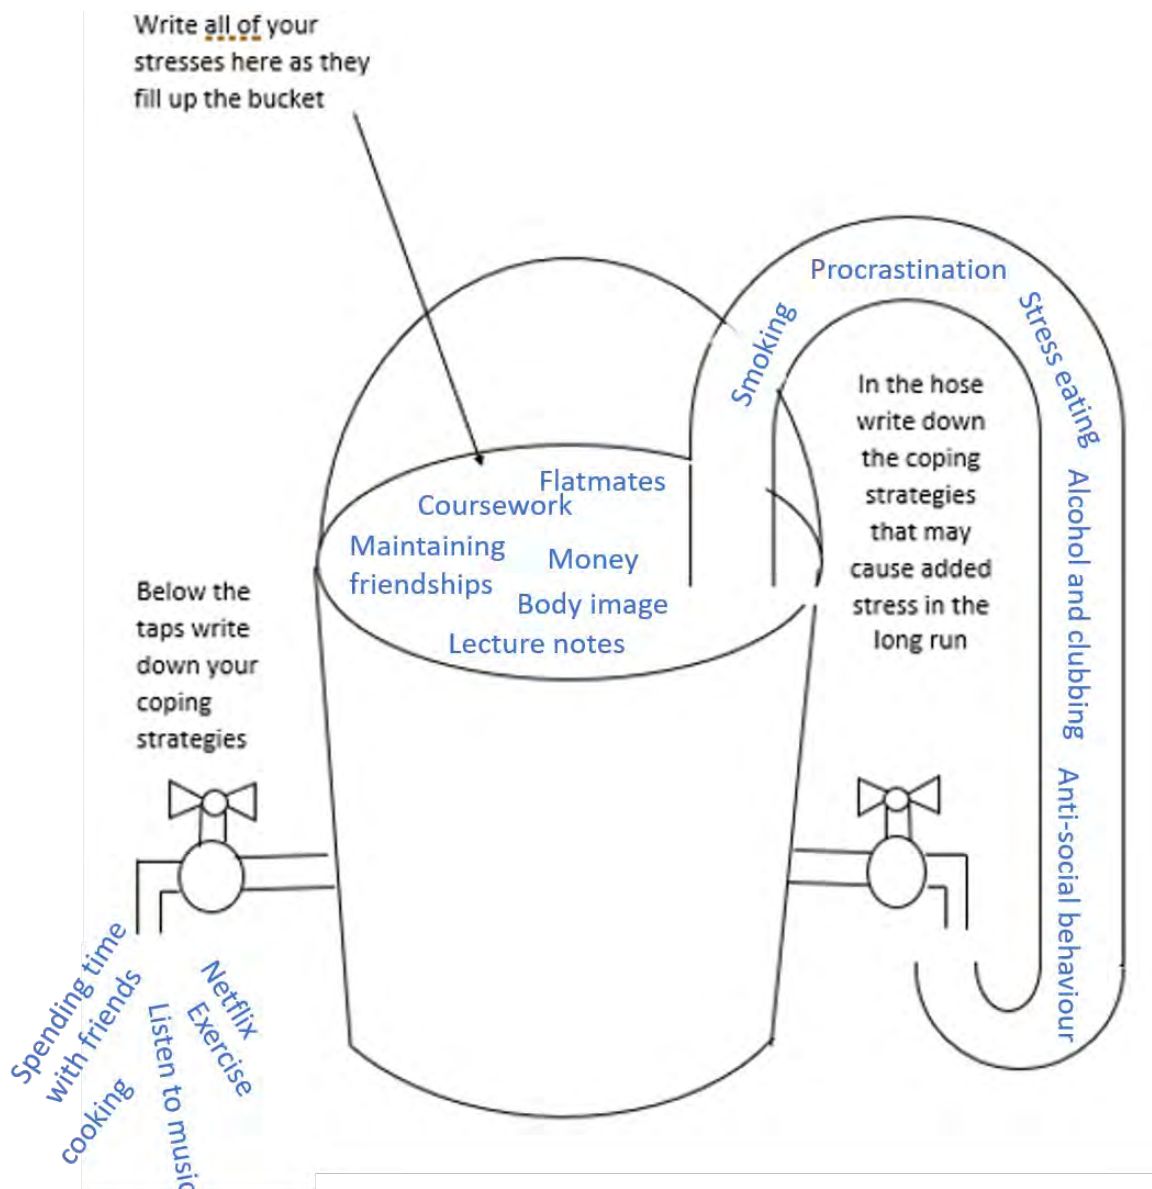 Write all of your
stresses here as they
fill up the bucket
Procrastination
Smoking
Stress eating
Alcohol and clubbing
Anti-social behaviour
In the hose
write down
the coping
strategies
that may
cause added
stress in the
long run
Flatmates
Coursework
Maintaining
friendships
Money
Body image
Lecture notes
Below the
taps write
down your
coping
strategies
Spending time
with friends
cooking
Listen to music
Netflix
Exercise